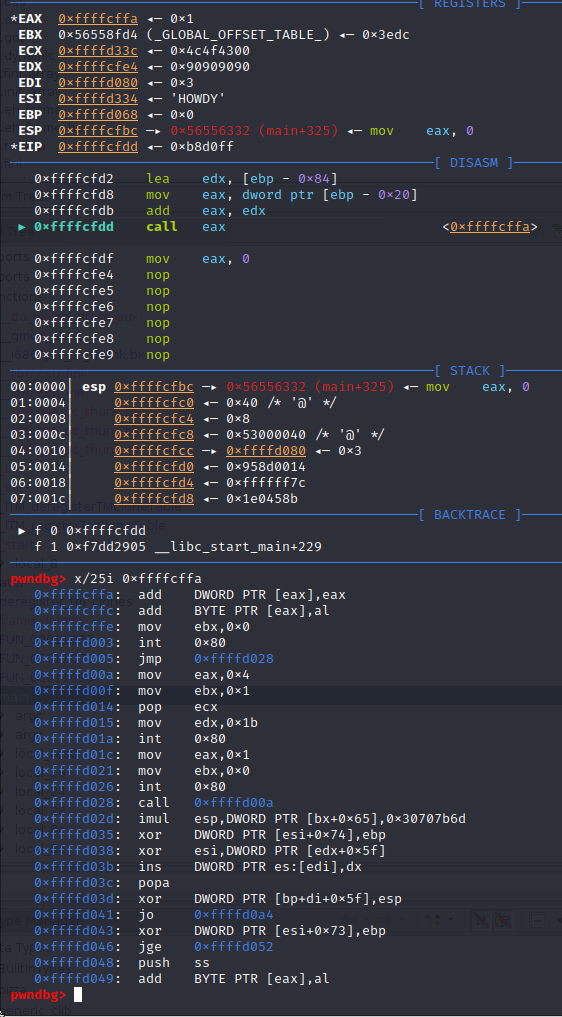 [ REGISTERS ]
*EAX 0×ffffcffa ◂— 0×1
EBX 0×56558fd4 (_GLOBAL_OFFSET_TABLE_) ◂— 0×3edc
ECX 0×ffffd33c ◂— 0×4c4f4300
EDX 0×ffffcfe4 ◂— 0×90909090
EDI 0×ffffd080 ◂— 0×3
ESI 0×ffffd334 ◂— 'HOWDY'
EBP 0×ffffd068 ◂— 0×0
ESP 0×ffffcfbc —▸ 0×56556332 (main+325) ◂— mov eax, 0
*EIP 0×ffffcfdd ◂— 0×b8d0ff
[ DISASM ]
0×ffffcfd2 lea edx, [ebp - 0×84]
0×ffffcfd8 mov eax, dword ptr [ebp - 0×20]
0×ffffcfdb add eax, edx
► 0×ffffcfdd call eax <0×ffffcffa>
0×ffffcfdf mov eax, 0
0×ffffcfe4 nop
0×ffffcfe5 nop
0×ffffcfe6 nop
0×ffffcfe7 nop
0×ffffcfe8 nop
0×ffffcfe9 nop
[ STACK ]
00:0000│ esp 0×ffffcfbc —▸ 0×56556332 (main+325) ◂— mov eax, 0
01:0004│ 0×ffffcfc0 ◂— 0×40 /* '@' */
02:0008│ 0×ffffcfc4 ◂— 0×8
03:000c│ 0×ffffcfc8 ◂— 0×53000040 /* '@' */
04:0010│ 0×ffffcfcc —▸ 0×ffffd080 ◂— 0×3
05:0014│ 0×ffffcfd0 ◂— 0×958d0014
06:0018│ 0×ffffcfd4 ◂— 0×ffffff7c
07:001c│ 0×ffffcfd8 ◂— 0×1e0458b
[ BACKTRACE ]
► f 0 0×ffffcfdd
f 1 0×f7dd2905 __libc_start_main+229
pwndbg> x/25i 0×ffffcffa
0×ffffcffa: add DWORD PTR [eax],eax
0×ffffcffc: add BYTE PTR [eax],al
0×ffffcffe: mov ebx,0×0
0×ffffd003: int 0×80
0×ffffd005: jmp 0×ffffd028
0×ffffd00a: mov eax,0×4
0×ffffd00f: mov ebx,0×1
0×ffffd014: pop ecx
0×ffffd015: mov edx,0×1b
0×ffffd01a: int 0×80
0×ffffd01c: mov eax,0×1
0×ffffd021: mov ebx,0×0
0×ffffd026: int 0×80
0×ffffd028: call 0×ffffd00a
0×ffffd02d: imul esp,DWORD PTR [bx+0×65],0×30707b6d
0×ffffd035: xor DWORD PTR [esi+0×74],ebp
0×ffffd038: xor esi,DWORD PTR [edx+0×5f]
0×ffffd03b: ins DWORD PTR es:[edi],dx
0×ffffd03c: popa
0×ffffd03d: xor DWORD PTR [bp+di+0×5f],esp
0×ffffd041: jo 0×ffffd0a4
0×ffffd043: xor DWORD PTR [esi+0×73],ebp
0×ffffd046: jge 0×ffffd052
0×ffffd048: push ss
0×ffffd049: add BYTE PTR [eax],al
pwndbg>